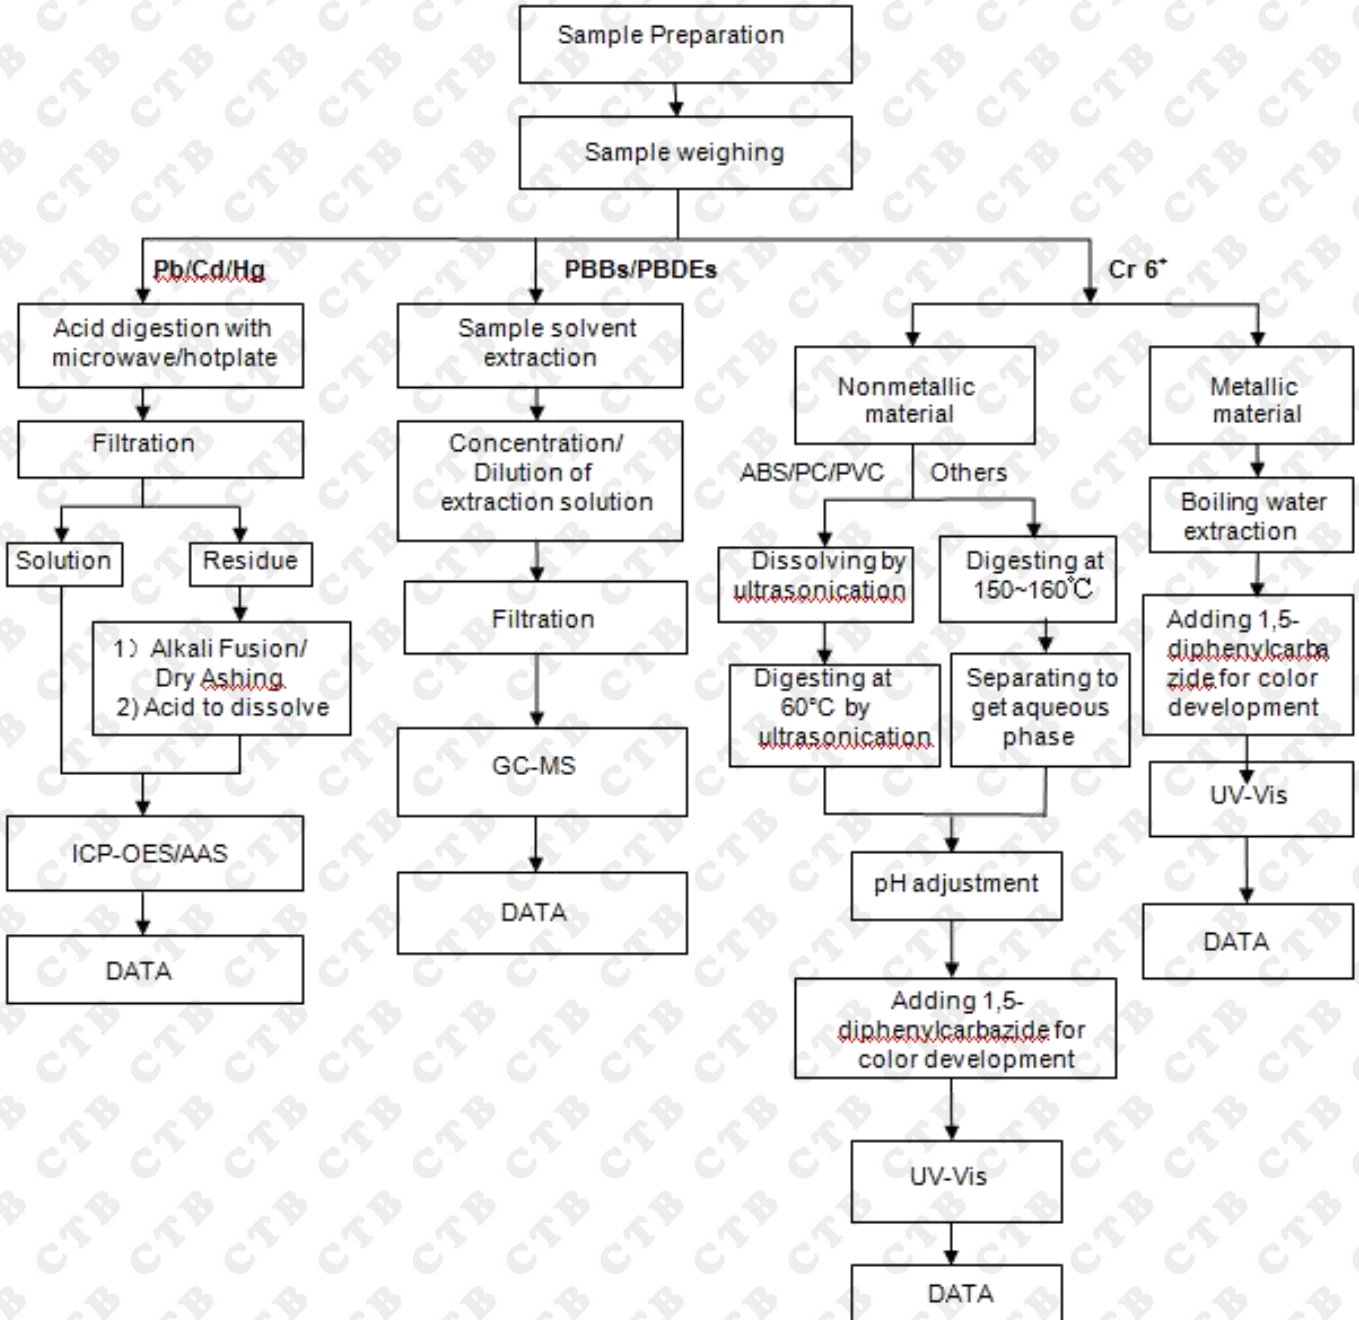 Sample Preparation
Sample weighing
Pb/Cd/Hg
Acid digestion with
microwave/hotplate
Filtration
Solution
Residue
1）Alkali Fusion/
Dry Ashing
2) Acid to dissolve
ICP-OES/AAS
DATA
PBBs/PBDEs
Sample solvent
extraction
Concentration/
Dilution of
extraction solution
Filtration
GC-MS
DATA
Cr 6⁺
Nonmetallic
material
ABS/PC/PVC
Others
Dissolving by
ultrasonication
Digesting at
60°C by
ultrasonication
Digesting at
150~160℃
Separating to
get aqueous
phase
pH adjustment
Adding 1,5-
diphenylcarbazide for
color development
UV-Vis
DATA
Metallic
material
Boiling water
extraction
Adding 1,5-
diphenylcarba
zide for color
development
UV-Vis
DATA
CTB